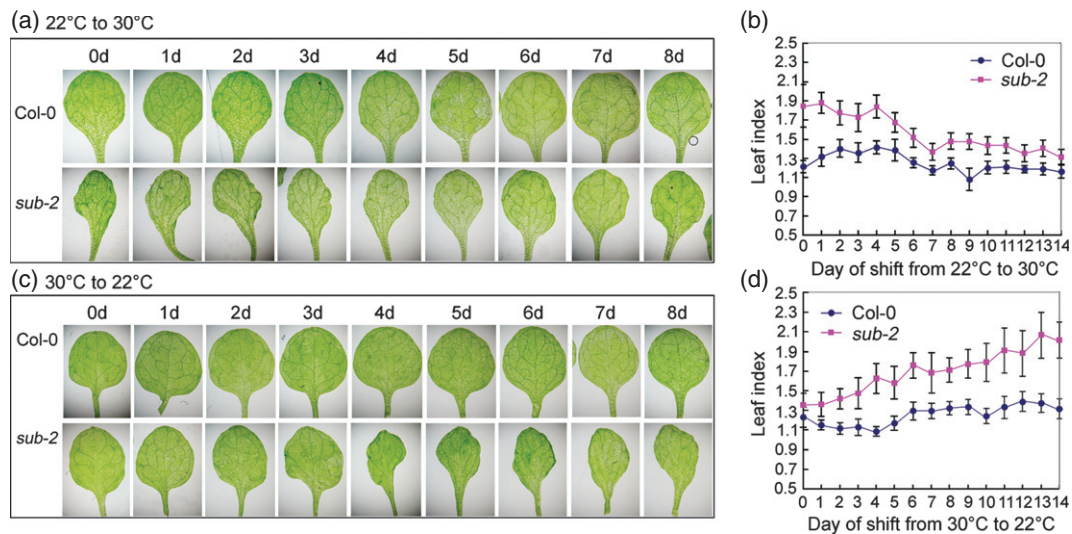 (a) 22°C to 30°C
0d 1d 2d 3d 4d 5d 6d 7d 8d
Col-0
sub-2
(b)
2.5
2.3
2.1
1.9
1.7
1.5
1.3
1.1
0.9
0.7
0.5
Leaf index
Col-0
sub-2
0 1 2 3 4 5 6 7 8 9 10 11 12 13 14
Day of shift from 22°C to 30°C
(c) 30°C to 22°C
0d 1d 2d 3d 4d 5d 6d 7d 8d
Col-0
sub-2
(d)
2.5
2.3
2.1
1.9
1.7
1.5
1.3
1.1
0.9
0.7
0.5
Leaf index
Col-0
sub-2
0 1 2 3 4 5 6 7 8 9 10 11 12 13 14
Day of shift from 30°C to 22°C